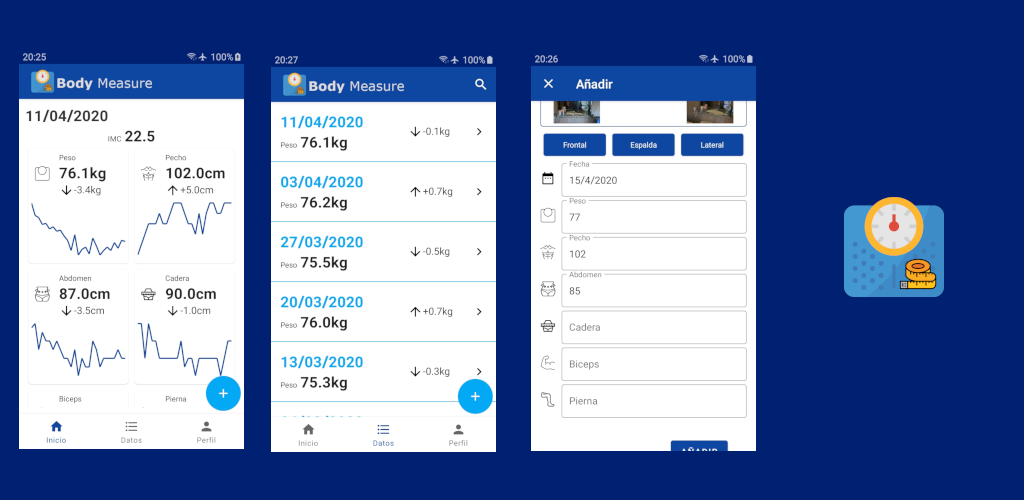 20:25
100%
Body Measure
11/04/2020
IMC 22.5
Peso
76.1kg
-3.4kg
Pecho
102.0cm
+5.0cm
Abdomen
87.0cm
-3.5cm
Cadera
90.0cm
-1.0cm
Biceps
Pierna
+
Inicio
Datos
Perfil
20:27
100%
Body Measure
11/04/2020
Peso 76.1kg
-0.1kg
03/04/2020
Peso 76.2kg
+0.7kg
27/03/2020
Peso 75.5kg
-0.5kg
20/03/2020
Peso 76.0kg
+0.7kg
13/03/2020
Peso 75.3kg
-0.3kg
+
Inicio
Datos
Perfil
20:26
100%
Añadir
Frontal
Espalda
Lateral
Fecha
15/4/2020
Peso
77
Pecho
102
Abdomen
85
Cadera
Biceps
Pierna
AÑADIR